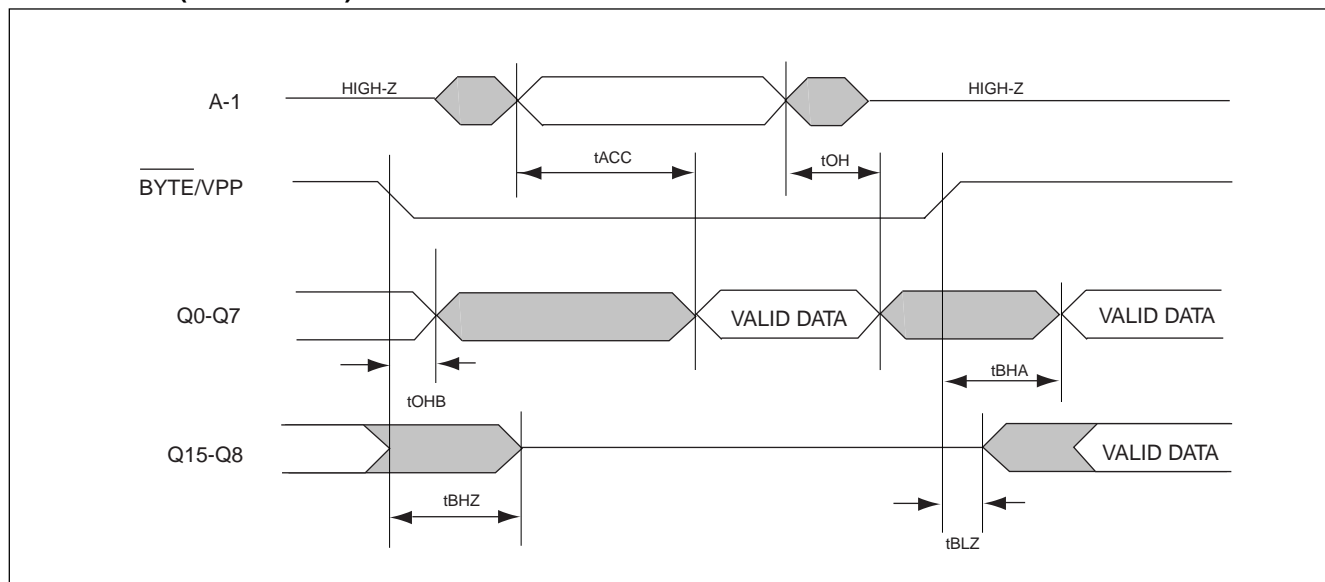 HIGH-Z
HIGH-Z
A-1
tACC
tOH
BYTE/VPP
Q0-Q7
VALID DATA
VALID DATA
tBHA
tOHB
Q15-Q8
VALID DATA
tBHZ
tBLZ